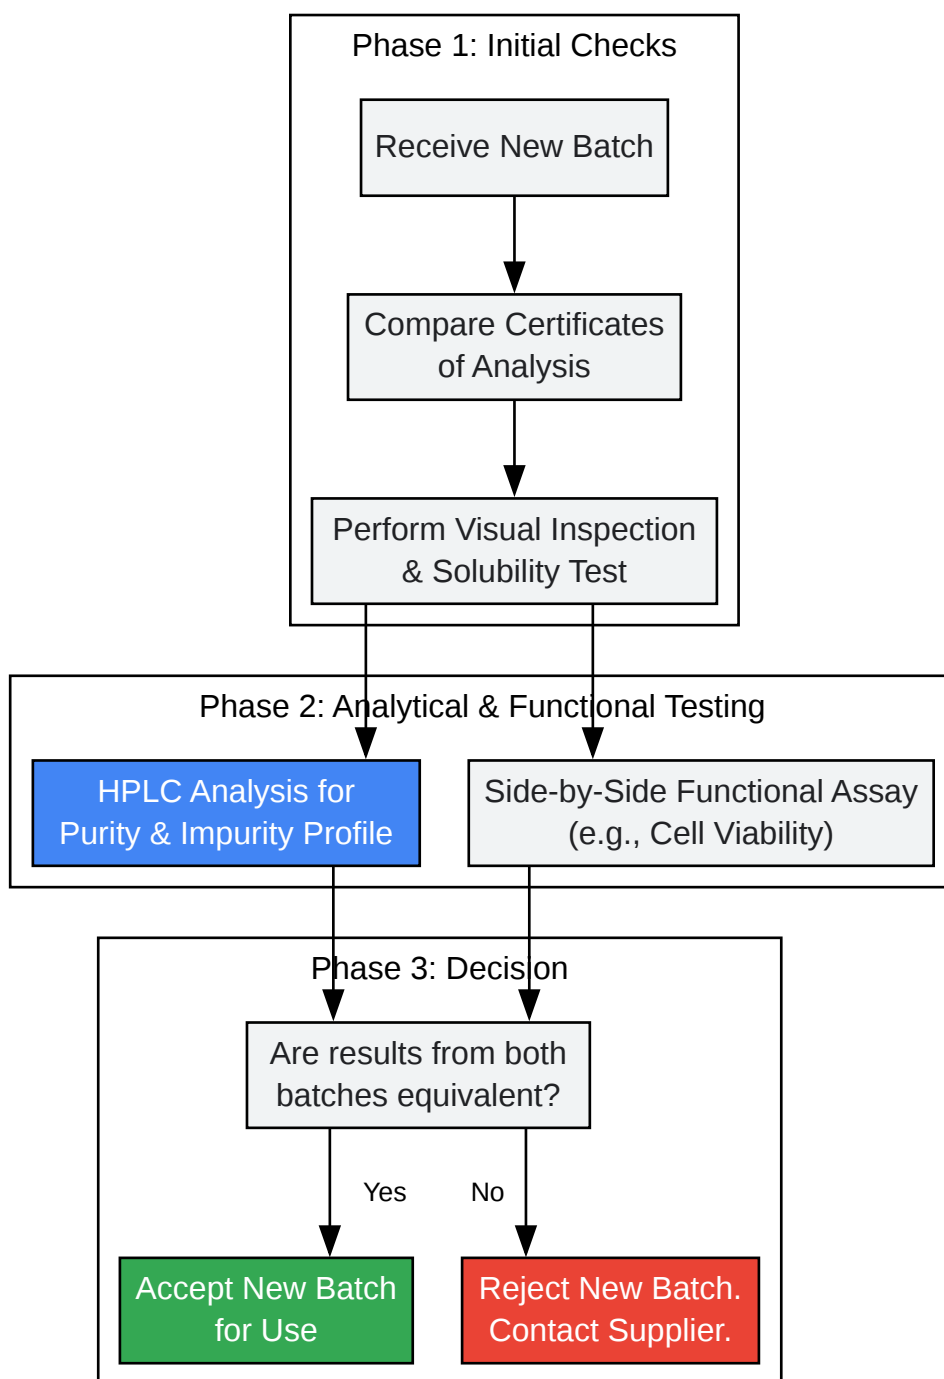 Phase 1: Initial Checks
Receive New Batch
Compare Certificates
of Analysis
Perform Visual Inspection
& Solubility Test
Phase 2: Analytical & Functional Testing
HPLC Analysis for
Purity & Impurity Profile
Side-by-Side Functional Assay
(e.g., Cell Viability)
Phase 3: Decision
Are results from both
batches equivalent?
Yes
No
Accept New Batch
for Use
Reject New Batch.
Contact Supplier.